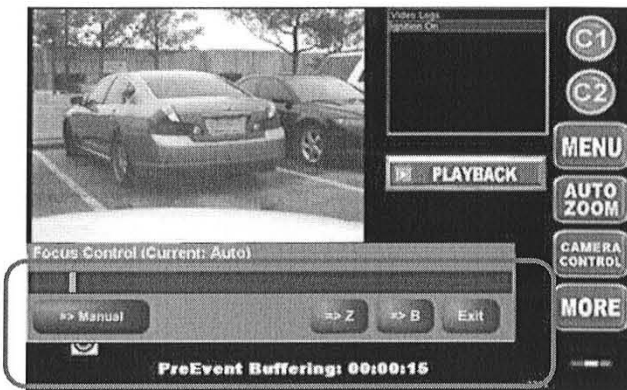 Video Logs
Ignition On
C1
C2
MENU
PLAYBACK
AUTO ZOOM
Focus Control (Current: Auto)
CAMERA CONTROL
=> Manual
=> Z
=> B
Exit
MORE
PreEvent Buffering: 00:00:15